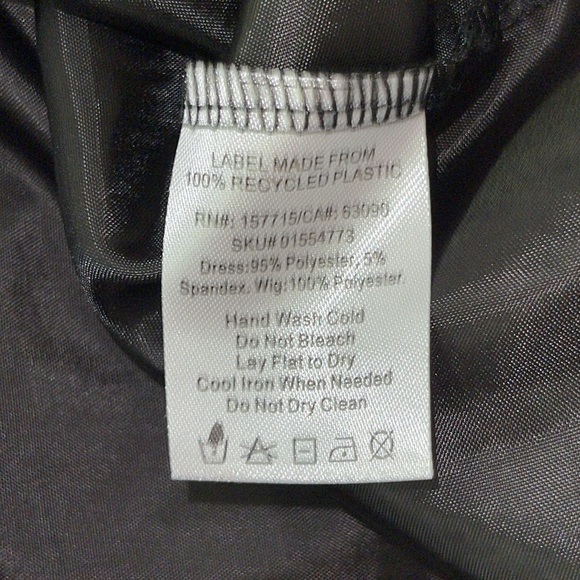 LABEL MADE FROM
100% RECYCLED PLASTIC
RN#: 157715/CA#: 63090
SKU# 01554773
Dress:95% Polyester, 5%
Spandex. Wig:100% Polyester.
Hand Wash Cold
Do Not Bleach
Lay Flat to Dry
Cool Iron When Needed
Do Not Dry Clean